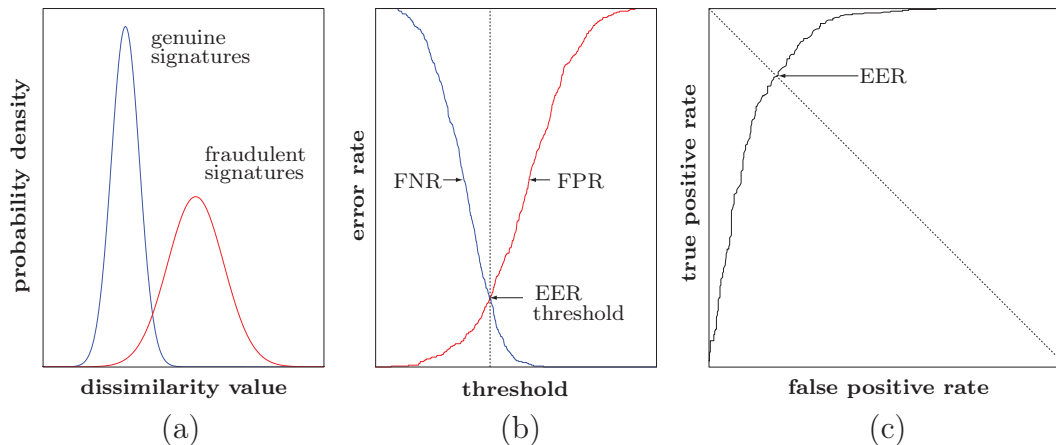 probability density
genuine
signatures
fraudulent
signatures
dissimilarity value
(a)
error rate
FNR
FPR
EER
threshold
threshold
(b)
true positive rate
EER
false positive rate
(c)